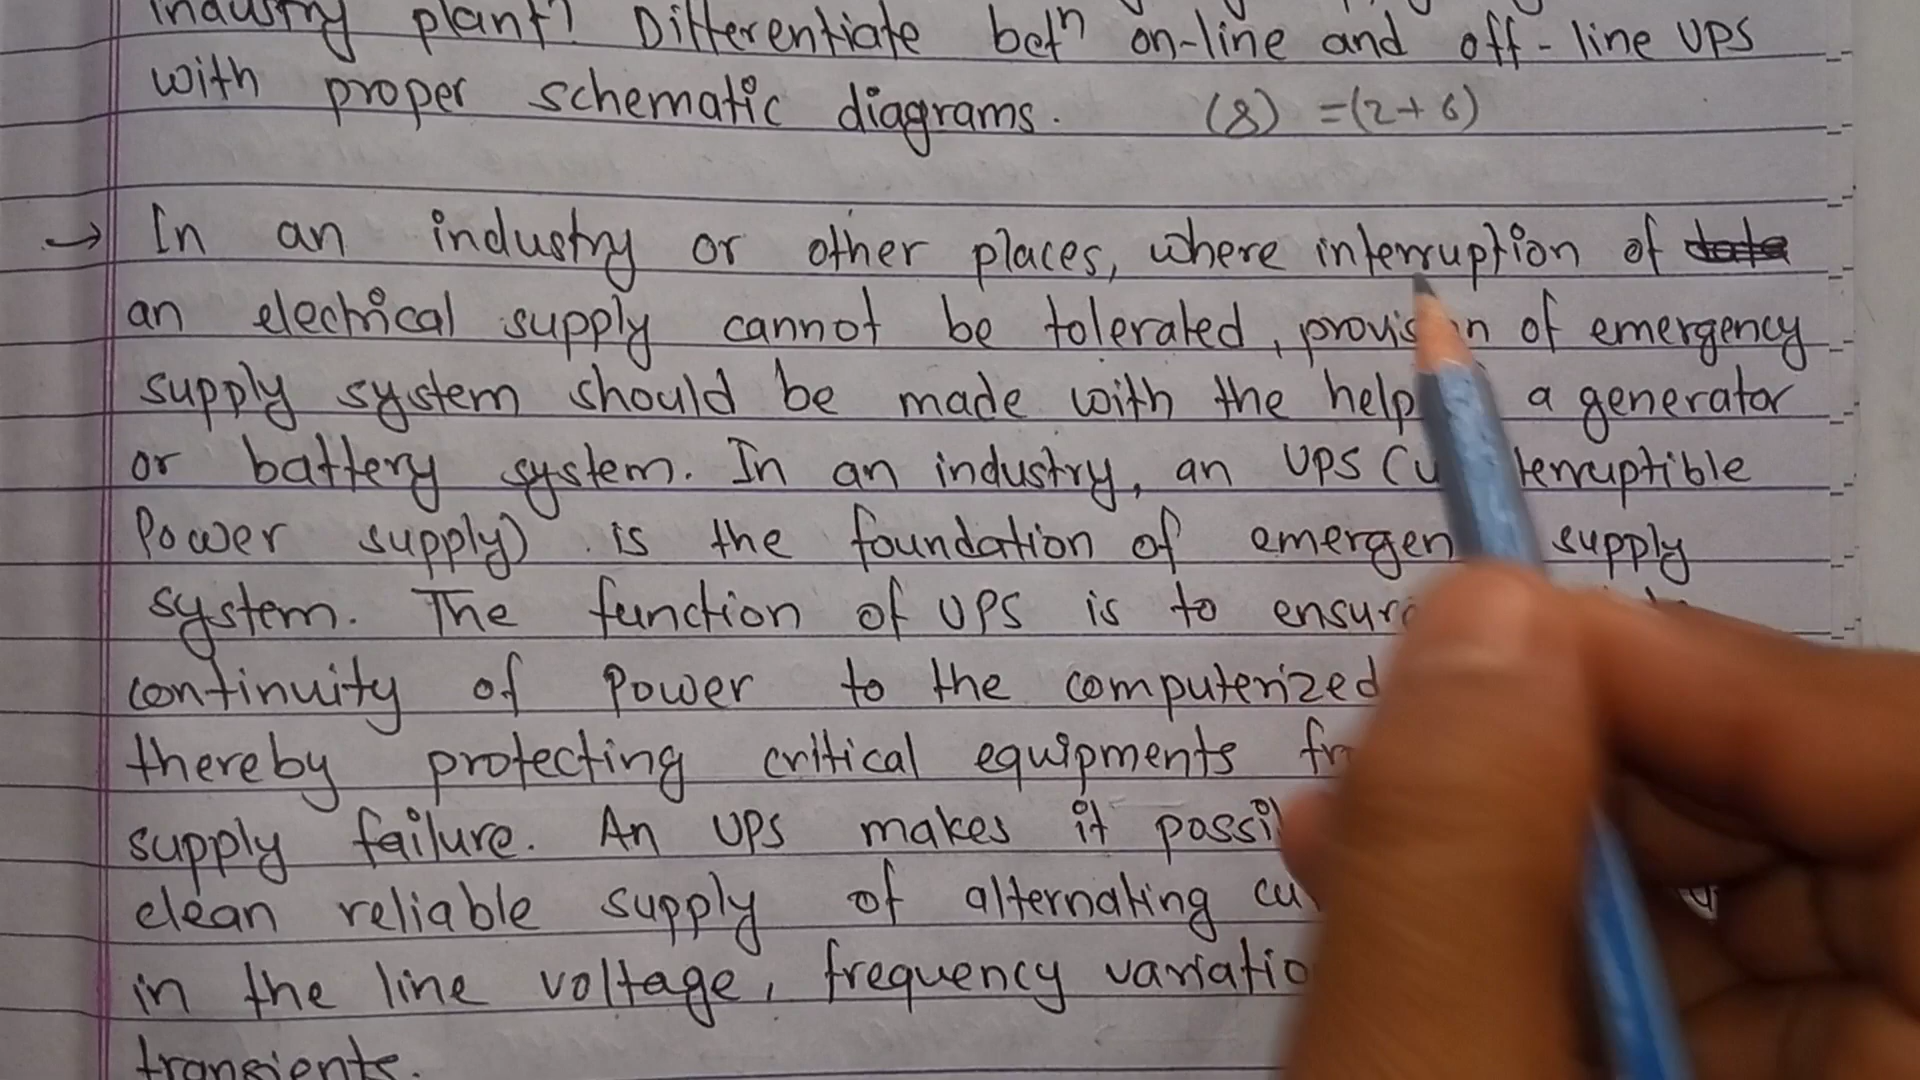 industry plant? Differentiate betn on-line and off-line UPS
with proper schematic diagrams. (8) =(2+6)
→ In an industry or other places, where interruption of
an electrical supply cannot be tolerated, provis n of emergency
supply system should be made with the help a generator
or battery system. In an industry, an UPS (u terruptible
Power supply) is the foundation of emergen supply
system. The function of UPS is to ensur
continuity of power to the computerized
thereby protecting critical equipments fr
supply failure. An UPS makes it possi
clean reliable supply of alternating cu
in the line voltage, frequency variatio
transients.